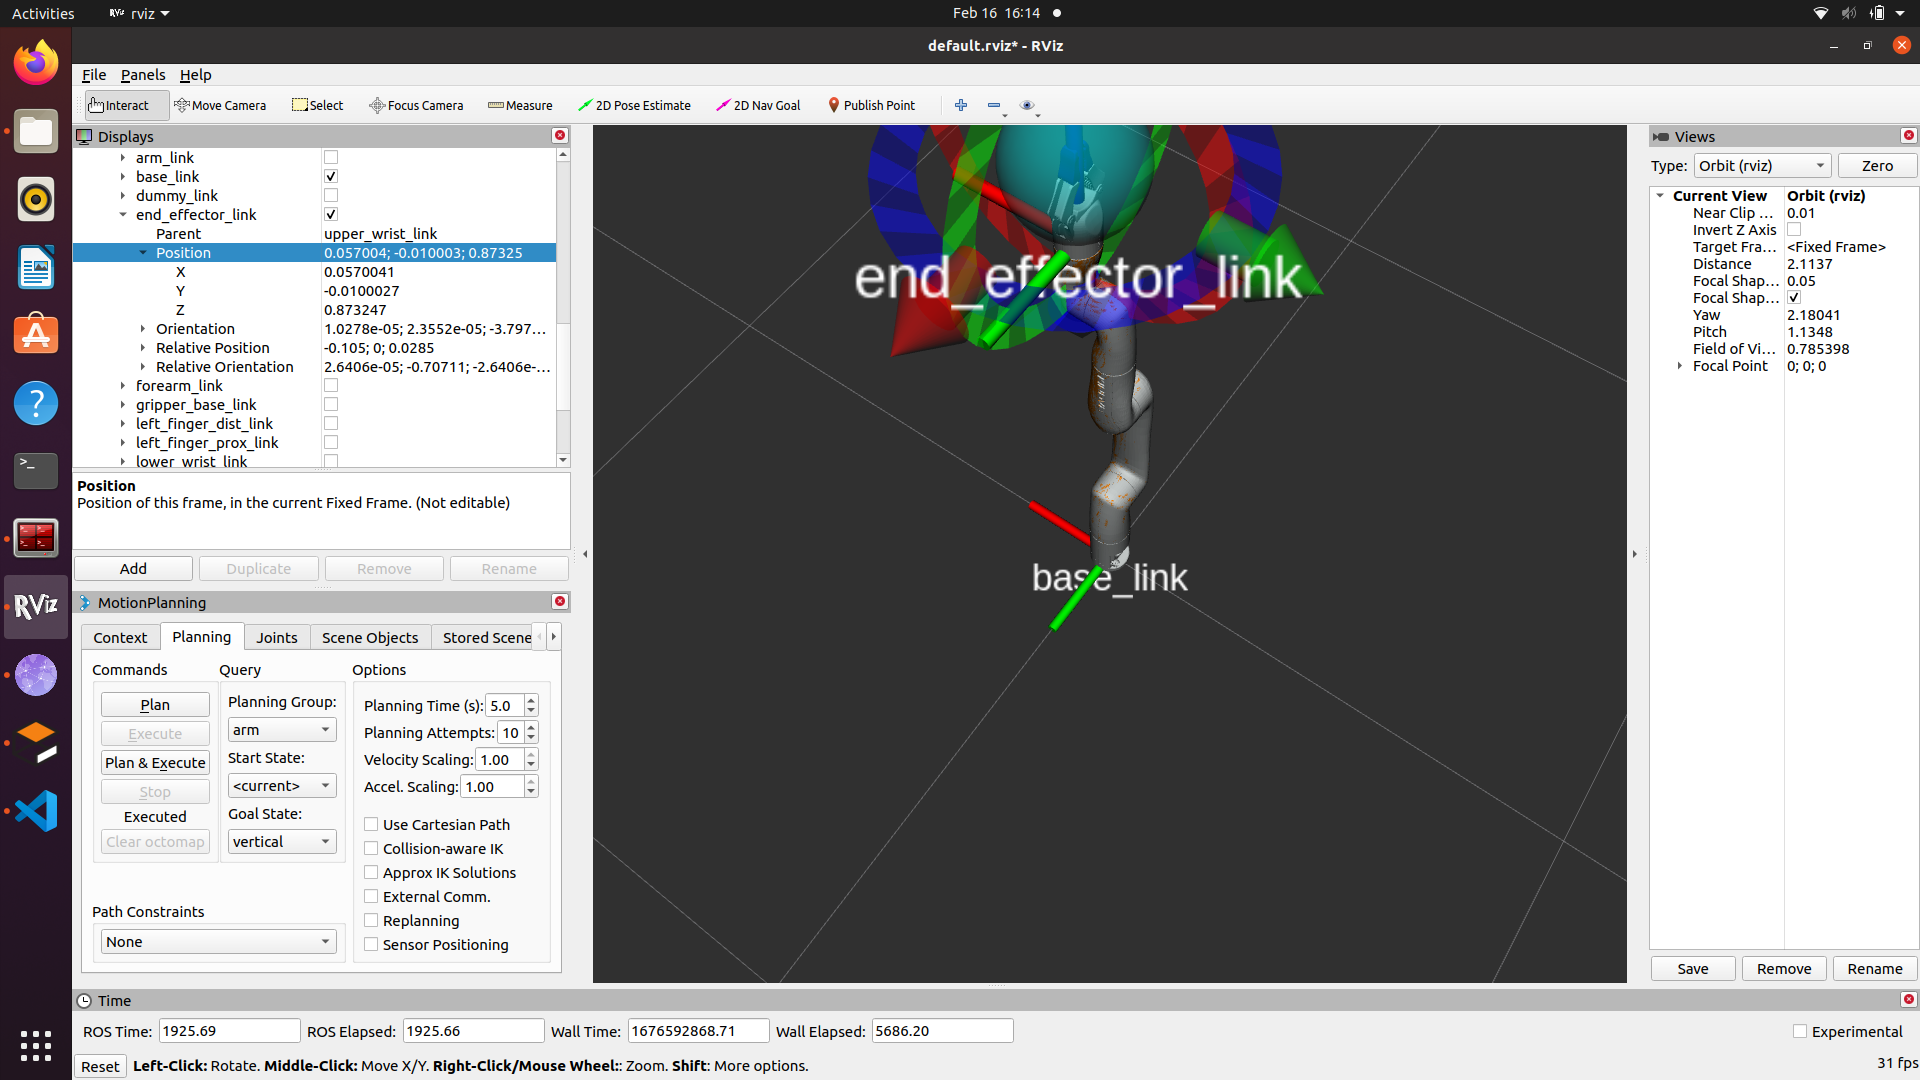 Activities
rviz
Feb 16 16:14
default.rviz* - RViz
File Panels Help
Interact Move Camera Select Focus Camera Measure 2D Pose Estimate 2D Nav Goal Publish Point
Displays
arm_link
base_link
dummy_link
end_effector_link
Parent upper_wrist_link
Position 0.057004; -0.010003; 0.87325
X 0.0570041
Y -0.0100027
Z 0.873247
Orientation 1.0278e-05; 2.3552e-05; -3.797...
Relative Position -0.105; 0; 0.0285
Relative Orientation 2.6406e-05; -0.70711; -2.6406e-...
forearm_link
gripper_base_link
left_finger_dist_link
left_finger_prox_link
lower_wrist_link
Position
Position of this frame, in the current Fixed Frame. (Not editable)
Add Duplicate Remove Rename
MotionPlanning
Context Planning Joints Scene Objects Stored Scene
Commands Query Options
Plan
Execute
Plan & Execute
Stop
Executed
Clear octomap
Planning Group:
arm
Start State:
<current>
Goal State:
vertical
Planning Time (s): 5.0
Planning Attempts: 10
Velocity Scaling: 1.00
Accel. Scaling: 1.00
Use Cartesian Path
Collision-aware IK
Approx IK Solutions
External Comm.
Replanning
Sensor Positioning
Path Constraints
None
end_effector_link
base_link
Views
Type: Orbit (rviz) Zero
Current View Orbit (rviz)
Near Clip ... 0.01
Invert Z Axis
Target Fra... <Fixed Frame>
Distance 2.1137
Focal Shap... 0.05
Focal Shap...
Yaw 2.18041
Pitch 1.1348
Field of Vi... 0.785398
Focal Point 0; 0; 0
Save Remove Rename
Time
ROS Time: 1925.69 ROS Elapsed: 1925.66 Wall Time: 1676592868.71 Wall Elapsed: 5686.20 Experimental
Reset Left-Click: Rotate. Middle-Click: Move X/Y. Right-Click/Mouse Wheel:: Zoom. Shift: More options. 31 fps
RViz